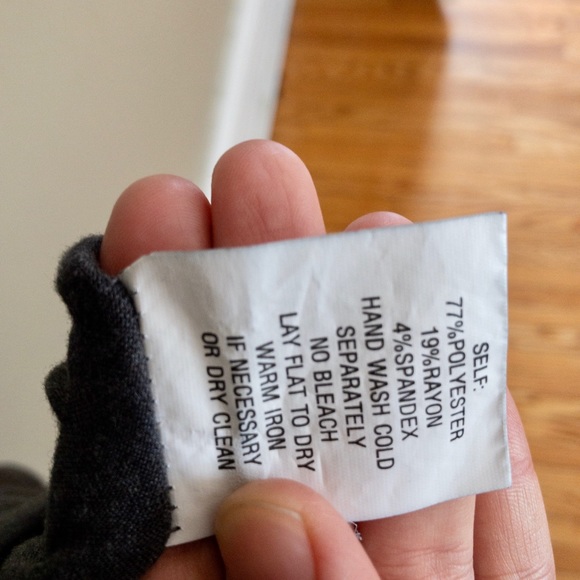 SELF:
77%POLYESTER
19%RAYON
4%SPANDEX
HAND WASH COLD
SEPARATELY
NO BLEACH
LAY FLAT TO DRY
WARM IRON
IF NECESSARY
OR DRY CLEAN